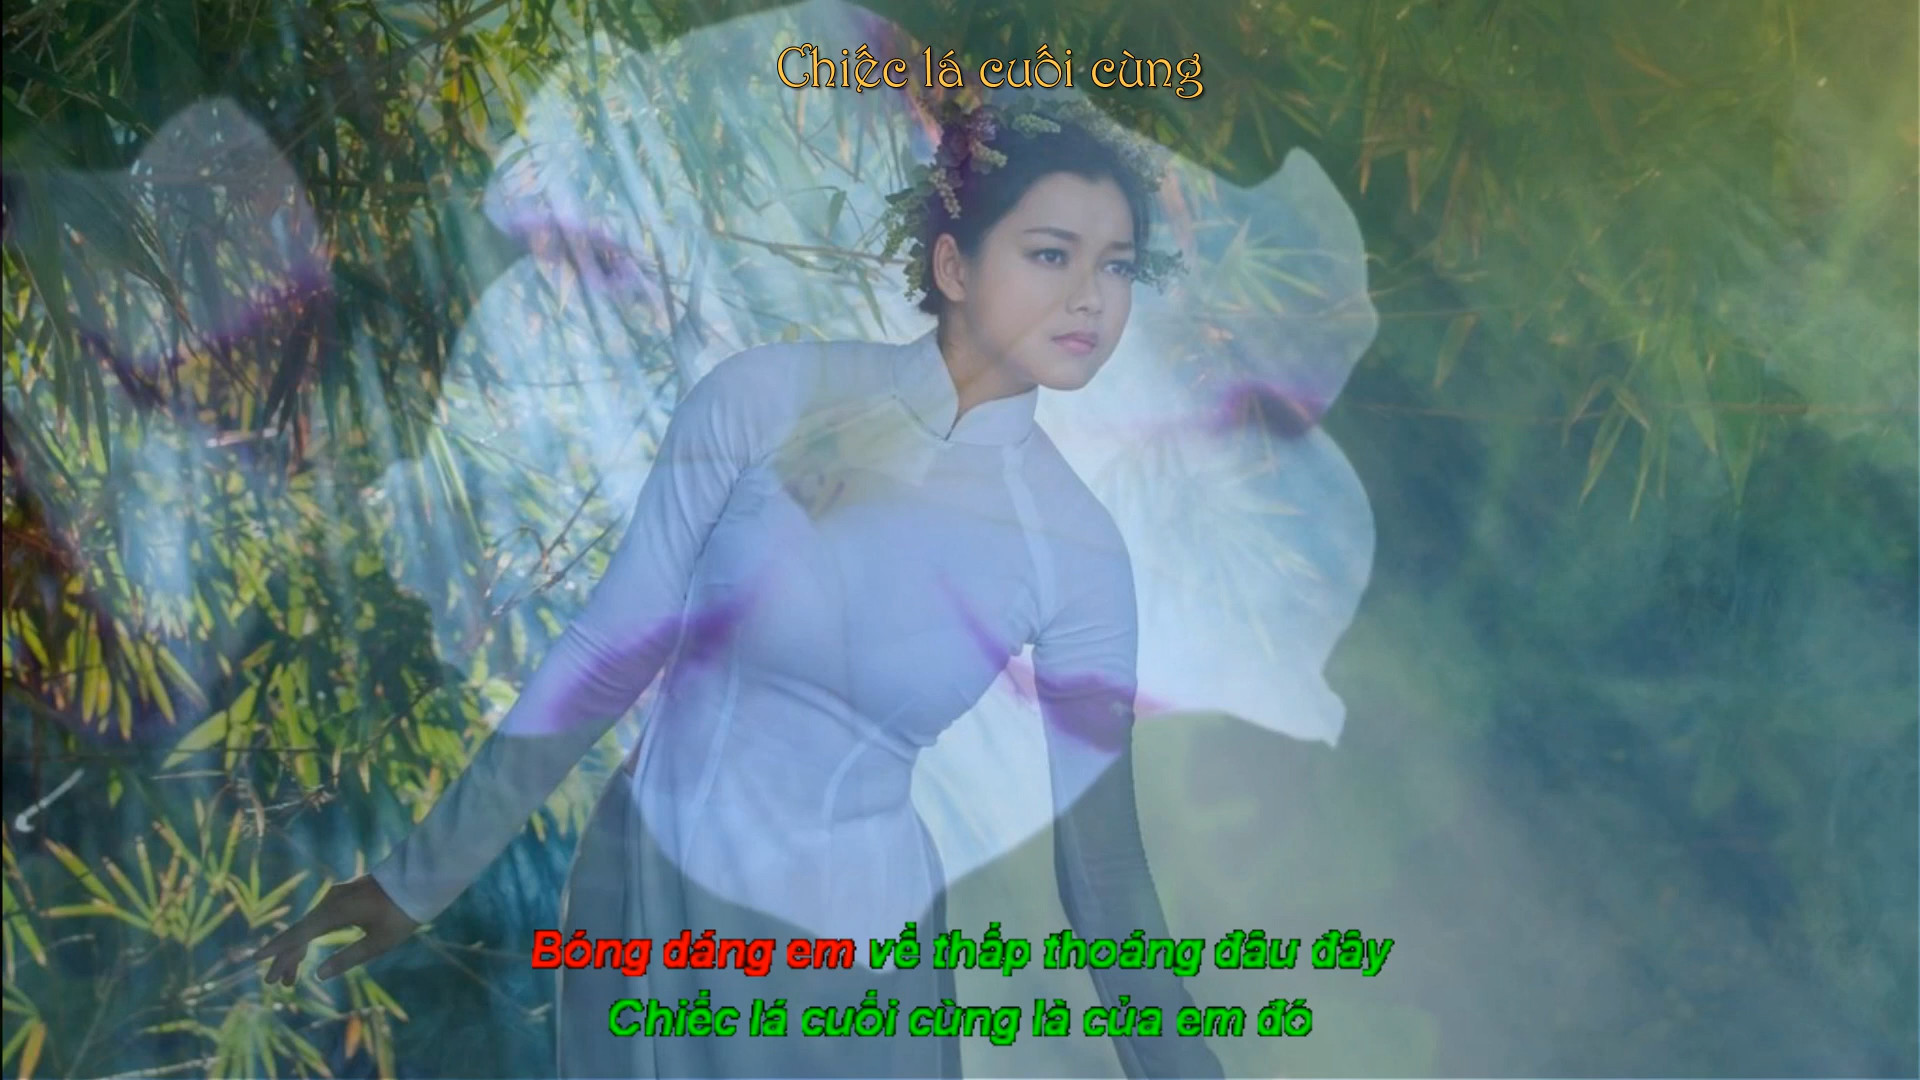 Chiếc lá cuối cùng
Bóng dáng em về thấp thoáng đâu đây
Chiếc lá cuối cùng là của em đó